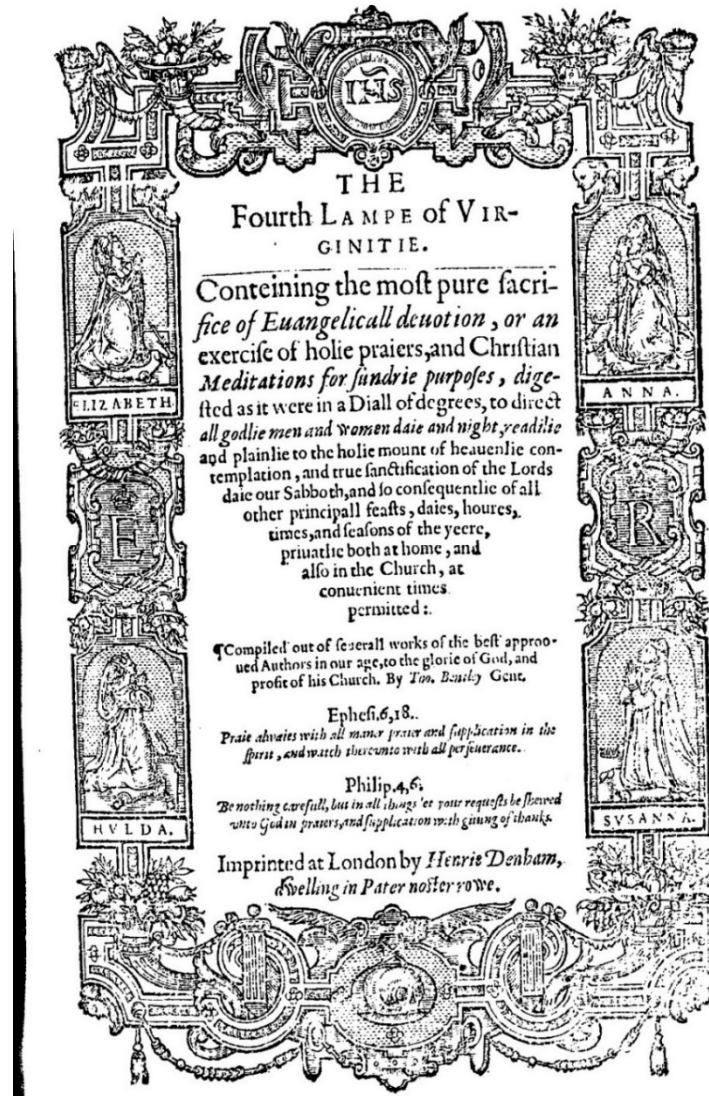 IHS
THE
Fourth LAMPE of VIR-
GINITIE.
Conteining the moſt pure ſacri-
fice of Euangelicall deuotion, or an
exerciſe of holie praiers, and Chriſtian
Meditations for ſundrie purpoſes, dige-
ſted as it were in a Diall of degrees, to direct
all godlie men and women daie and night, readilie
and plainlie to the holie mount of heauenlie con-
templation, and true ſanctification of the Lords
daie our Sabboth, and ſo conſequentlie of all
other principall feaſts, daies, houres,
times, and ſeaſons of the yeere,
priuatlie both at home, and
alſo in the Church, at
conuenient times
permitted:.
¶Compiled out of ſeuerall works of the beſt approo-
ued Authors in our age, to the glorie of God, and
profit of his Church. By Tho. Bentley Gent.
Epheſi. 6, 18.
Praie alwaies with all maner praier and ſupplication in the
ſpirit, and watch thereunto with all perſeuerance.
Philip. 4, 6.
Be nothing carefull, but in all things let your requeſts be ſhewed
vnto God in praiers, and ſupplication with giuing of thanks.
Imprinted at London by Henrie Denham,
dwelling in Pater noſter rowe.
ELIZABETH.
ANNA.
E
R
HVLDA.
SVSANNA.